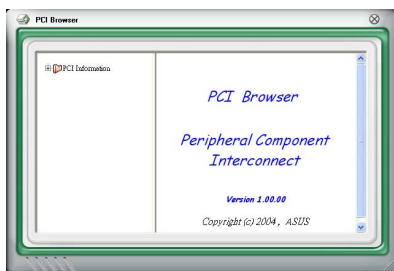 PCI Browser
PCI Information
PCI Browser
Peripheral Component
Interconnect
Version 1.00.00
Copyright (c) 2004, ASUS